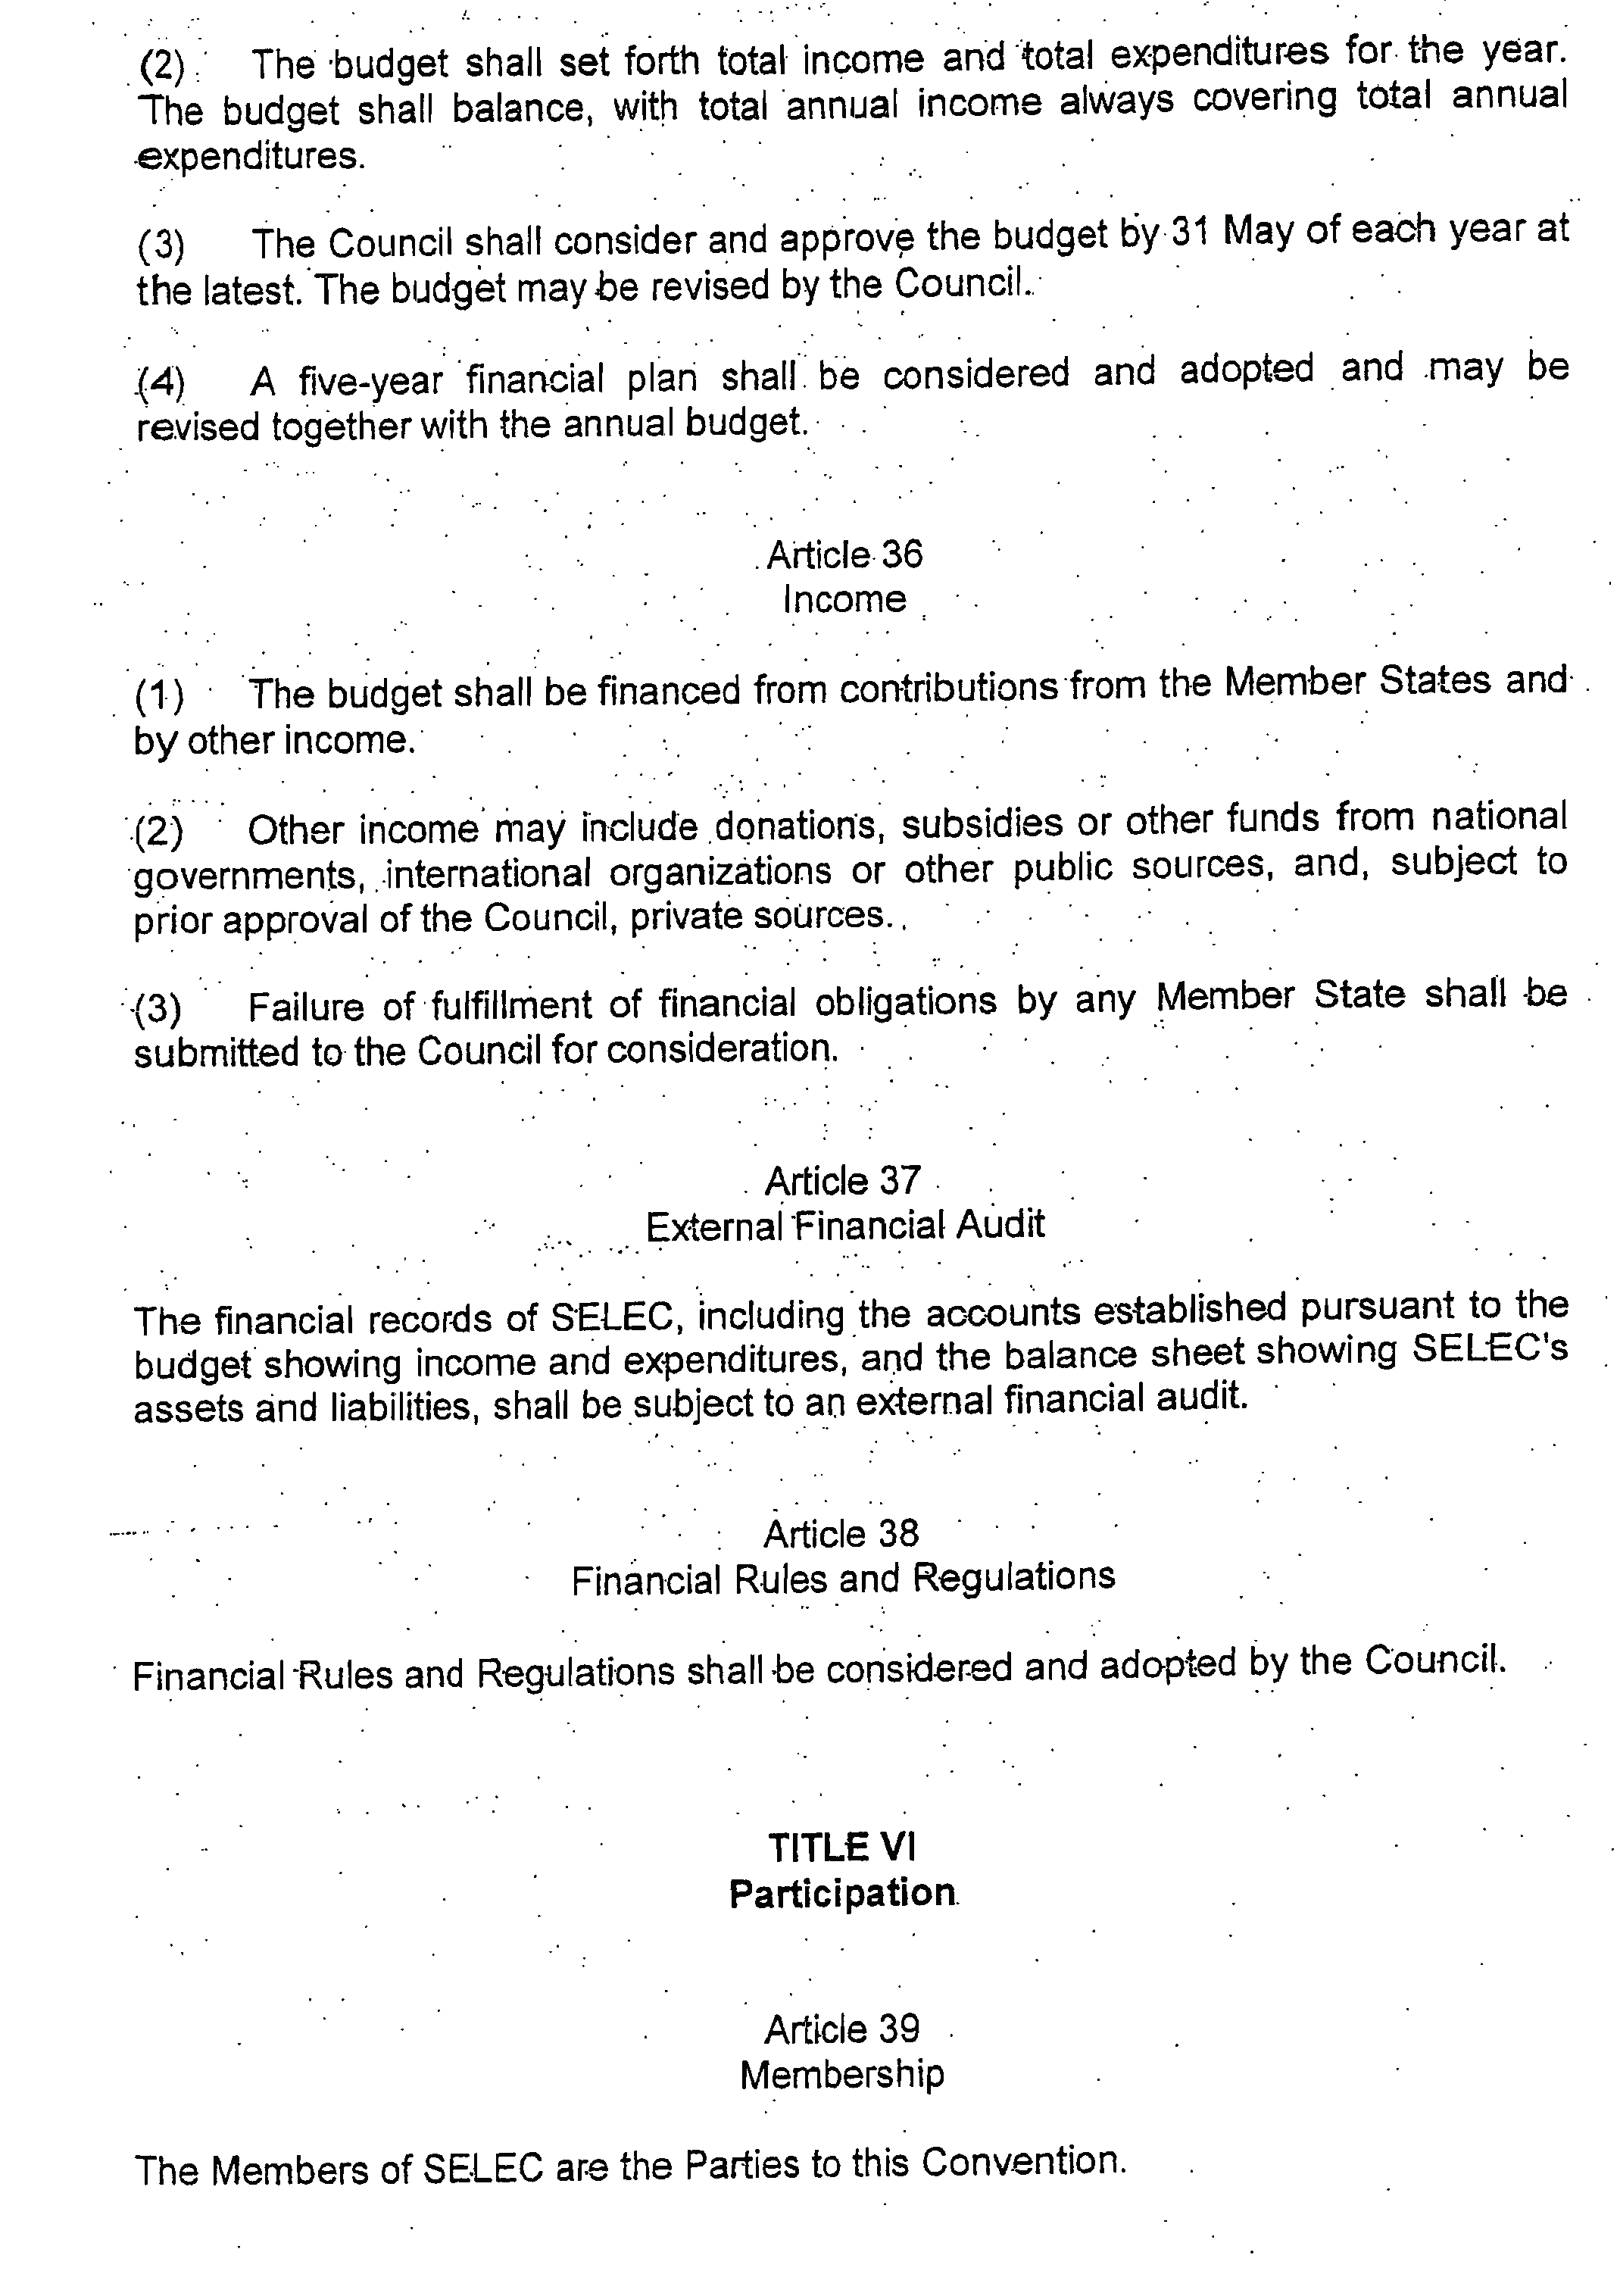 (2) The budget shall set forth total income and total expenditures for the year.
The budget shall balance, with total annual income always covering total annual
expenditures.
(3) The Council shall consider and approve the budget by 31 May of each year at
the latest. The budget may be revised by the Council.
(4) A five-year financial plan shall be considered and adopted and may be
revised together with the annual budget.
Article 36
Income
(1) The budget shall be financed from contributions from the Member States and
by other income.
(2) Other income may include donations, subsidies or other funds from national
governments, international organizations or other public sources, and, subject to
prior approval of the Council, private sources.
(3) Failure of fulfillment of financial obligations by any Member State shall be
submitted to the Council for consideration.
Article 37
External Financial Audit
The financial records of SELEC, including the accounts established pursuant to the
budget showing income and expenditures, and the balance sheet showing SELEC's
assets and liabilities, shall be subject to an external financial audit.
Article 38
Financial Rules and Regulations
Financial Rules and Regulations shall be considered and adopted by the Council.
TITLE VI
Participation
Article 39
Membership
The Members of SELEC are the Parties to this Convention.